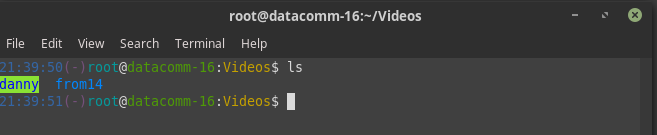 root@datacomm-16:~/Videos
File Edit View Search Terminal Help
21:39:50(-)root@datacomm-16:Videos$ ls
danny from14
21:39:51(-)root@datacomm-16:Videos$